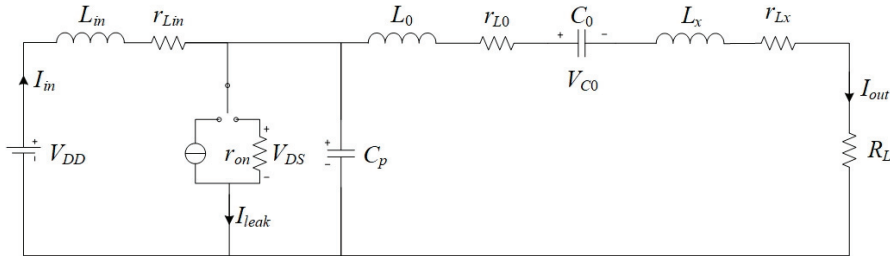 L_in r_Lin L_0 r_L0 C_0 L_x r_Lx
+ -
V_C0
I_in
I_out
+ - V_DD
r_on + - V_DS
+ - C_p
R_L
I_leak